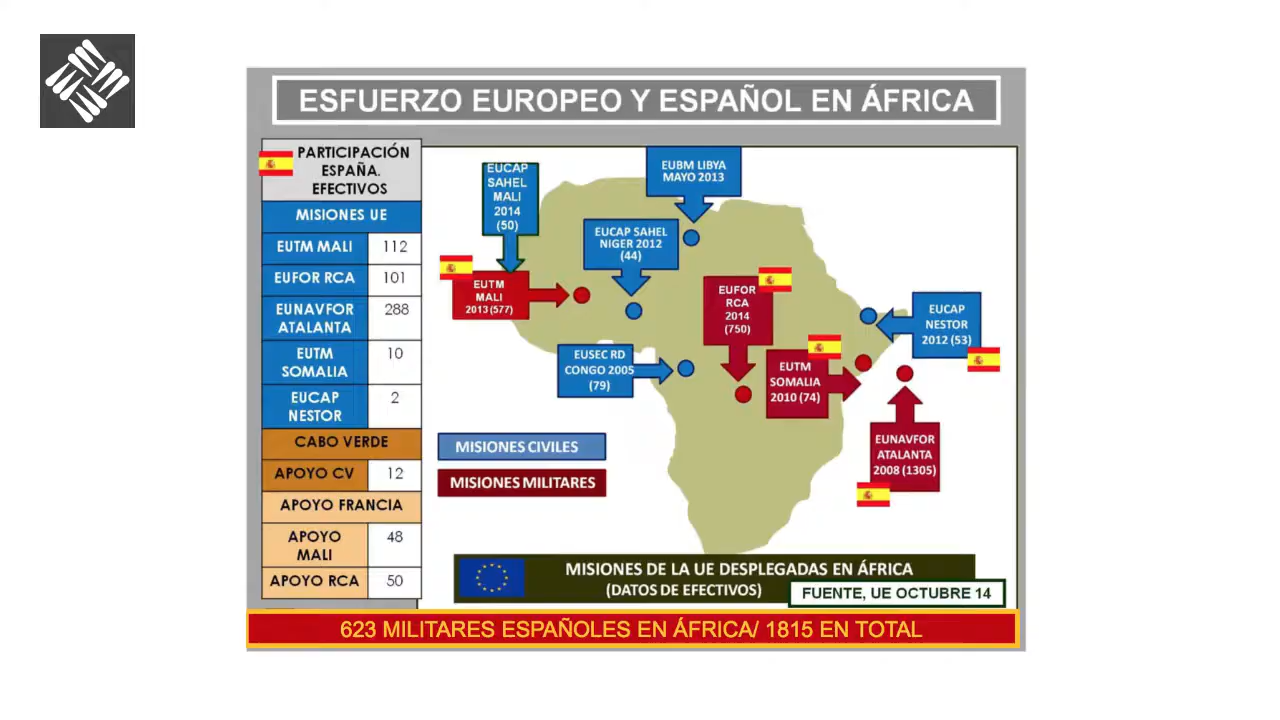 ESFUERZO EUROPEO Y ESPAÑOL EN ÁFRICA
PARTICIPACIÓN
ESPAÑA.
EFECTIVOS
MISIONES UE
EUTM MALI 112
EUFOR RCA 101
EUNAVFOR 288
ATALANTA
EUTM 10
SOMALIA
EUCAP 2
NESTOR
CABO VERDE
APOYO CV 12
APOYO FRANCIA
APOYO 48
MALI
APOYO RCA 50
EUCAP
SAHEL
MALI
2014
(50)
EUBM LIBYA
MAYO 2013
EUCAP SAHEL
NIGER 2012
(44)
EUTM
MALI
2013 (577)
EUFOR
RCA
2014
(750)
EUCAP
NESTOR
2012 (53)
EUSEC RD
CONGO 2005
(79)
EUTM
SOMALIA
2010 (74)
EUNAVFOR
ATALANTA
2008 (1305)
MISIONES CIVILES
MISIONES MILITARES
MISIONES DE LA UE DESPLEGADAS EN ÁFRICA
(DATOS DE EFECTIVOS)
FUENTE, UE OCTUBRE 14
623 MILITARES ESPAÑOLES EN ÁFRICA/ 1815 EN TOTAL